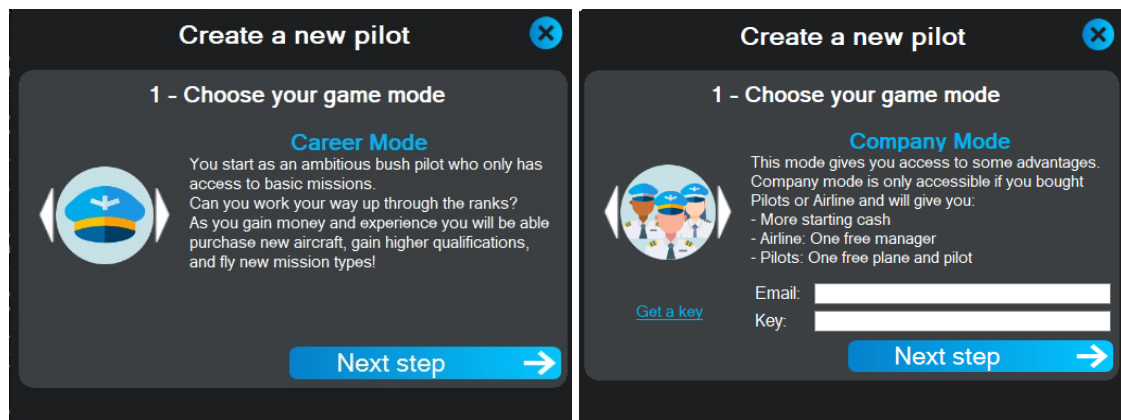 Create a new pilot
1 - Choose your game mode
Career Mode
You start as an ambitious bush pilot who only has
access to basic missions.
Can you work your way up through the ranks?
As you gain money and experience you will be able
purchase new aircraft, gain higher qualifications,
and fly new mission types!
Next step
Create a new pilot
1 - Choose your game mode
Company Mode
This mode gives you access to some advantages.
Company mode is only accessible if you bought
Pilots or Airline and will give you:
- More starting cash
- Airline: One free manager
- Pilots: One free plane and pilot
Email:
Get a key
Key:
Next step